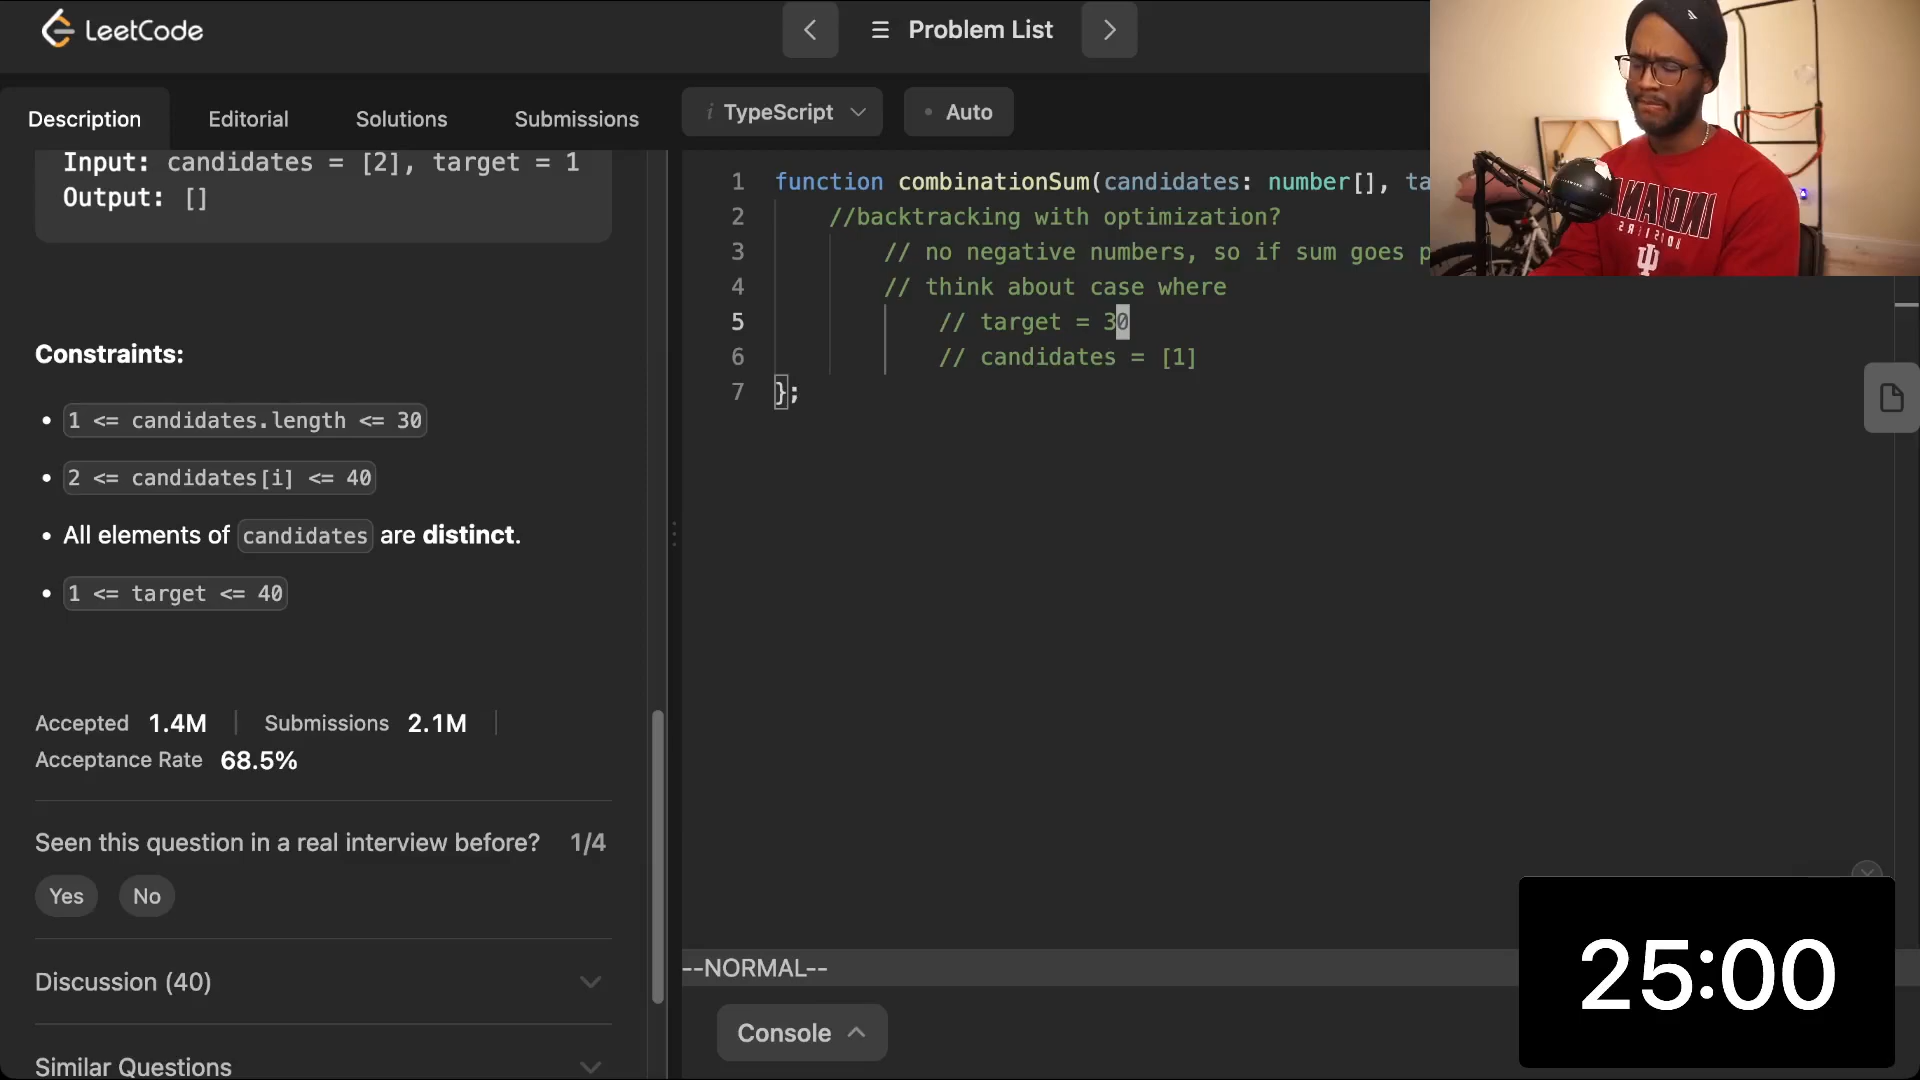 LeetCode
Problem List
Description
Editorial
Solutions
Submissions
i TypeScript
Auto
Input: candidates = [2], target = 1
Output: []
Constraints:
1 <= candidates.length <= 30
2 <= candidates[i] <= 40
All elements of candidates are distinct.
1 <= target <= 40
Accepted 1.4M Submissions 2.1M
Acceptance Rate 68.5%
Seen this question in a real interview before? 1/4
Yes No
Discussion (40)
Similar Questions
1 function combinationSum(candidates: number[], ta
2 //backtracking with optimization?
3 // no negative numbers, so if sum goes p
4 // think about case where
5 // target = 30
6 // candidates = [1]
7 };
--NORMAL--
Console
INDIANA
25:00